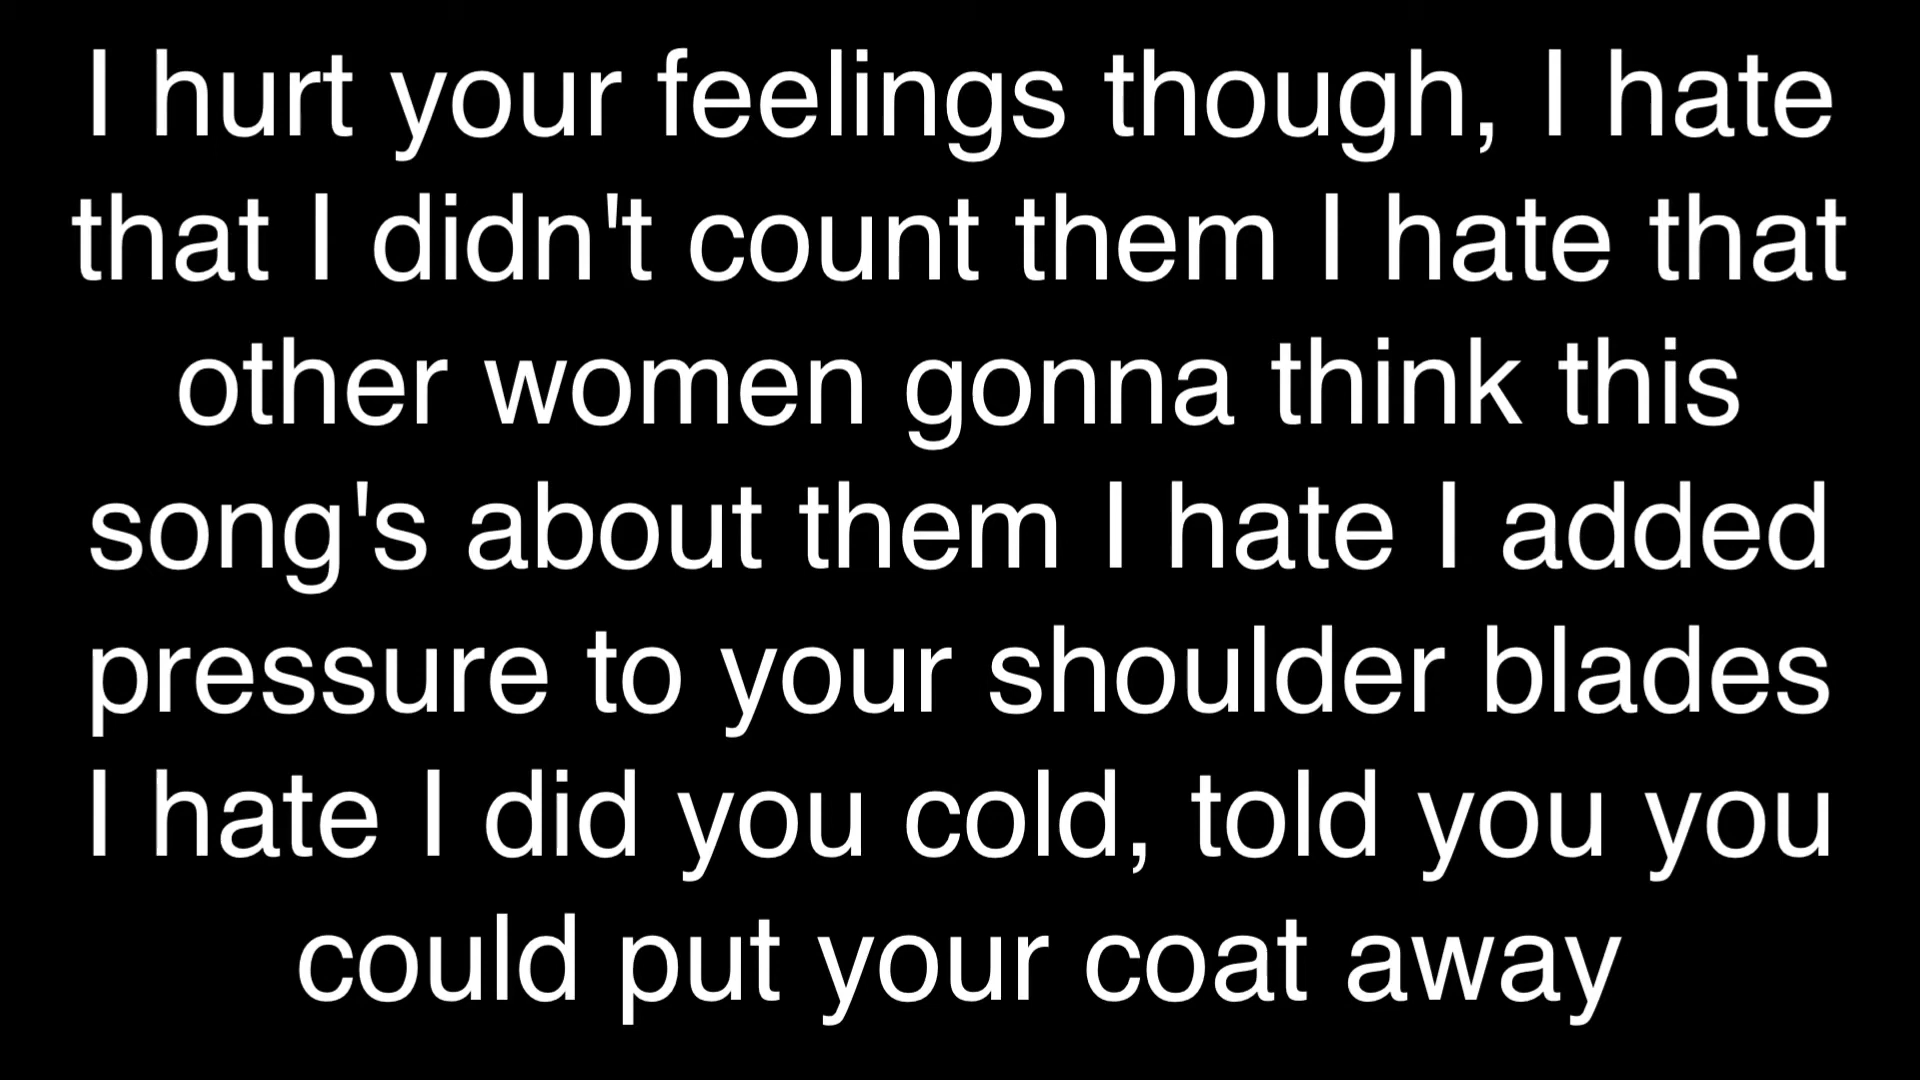 I hurt your feelings though, I hate
that I didn't count them I hate that
other women gonna think this
song's about them I hate I added
pressure to your shoulder blades
I hate I did you cold, told you you
could put your coat away